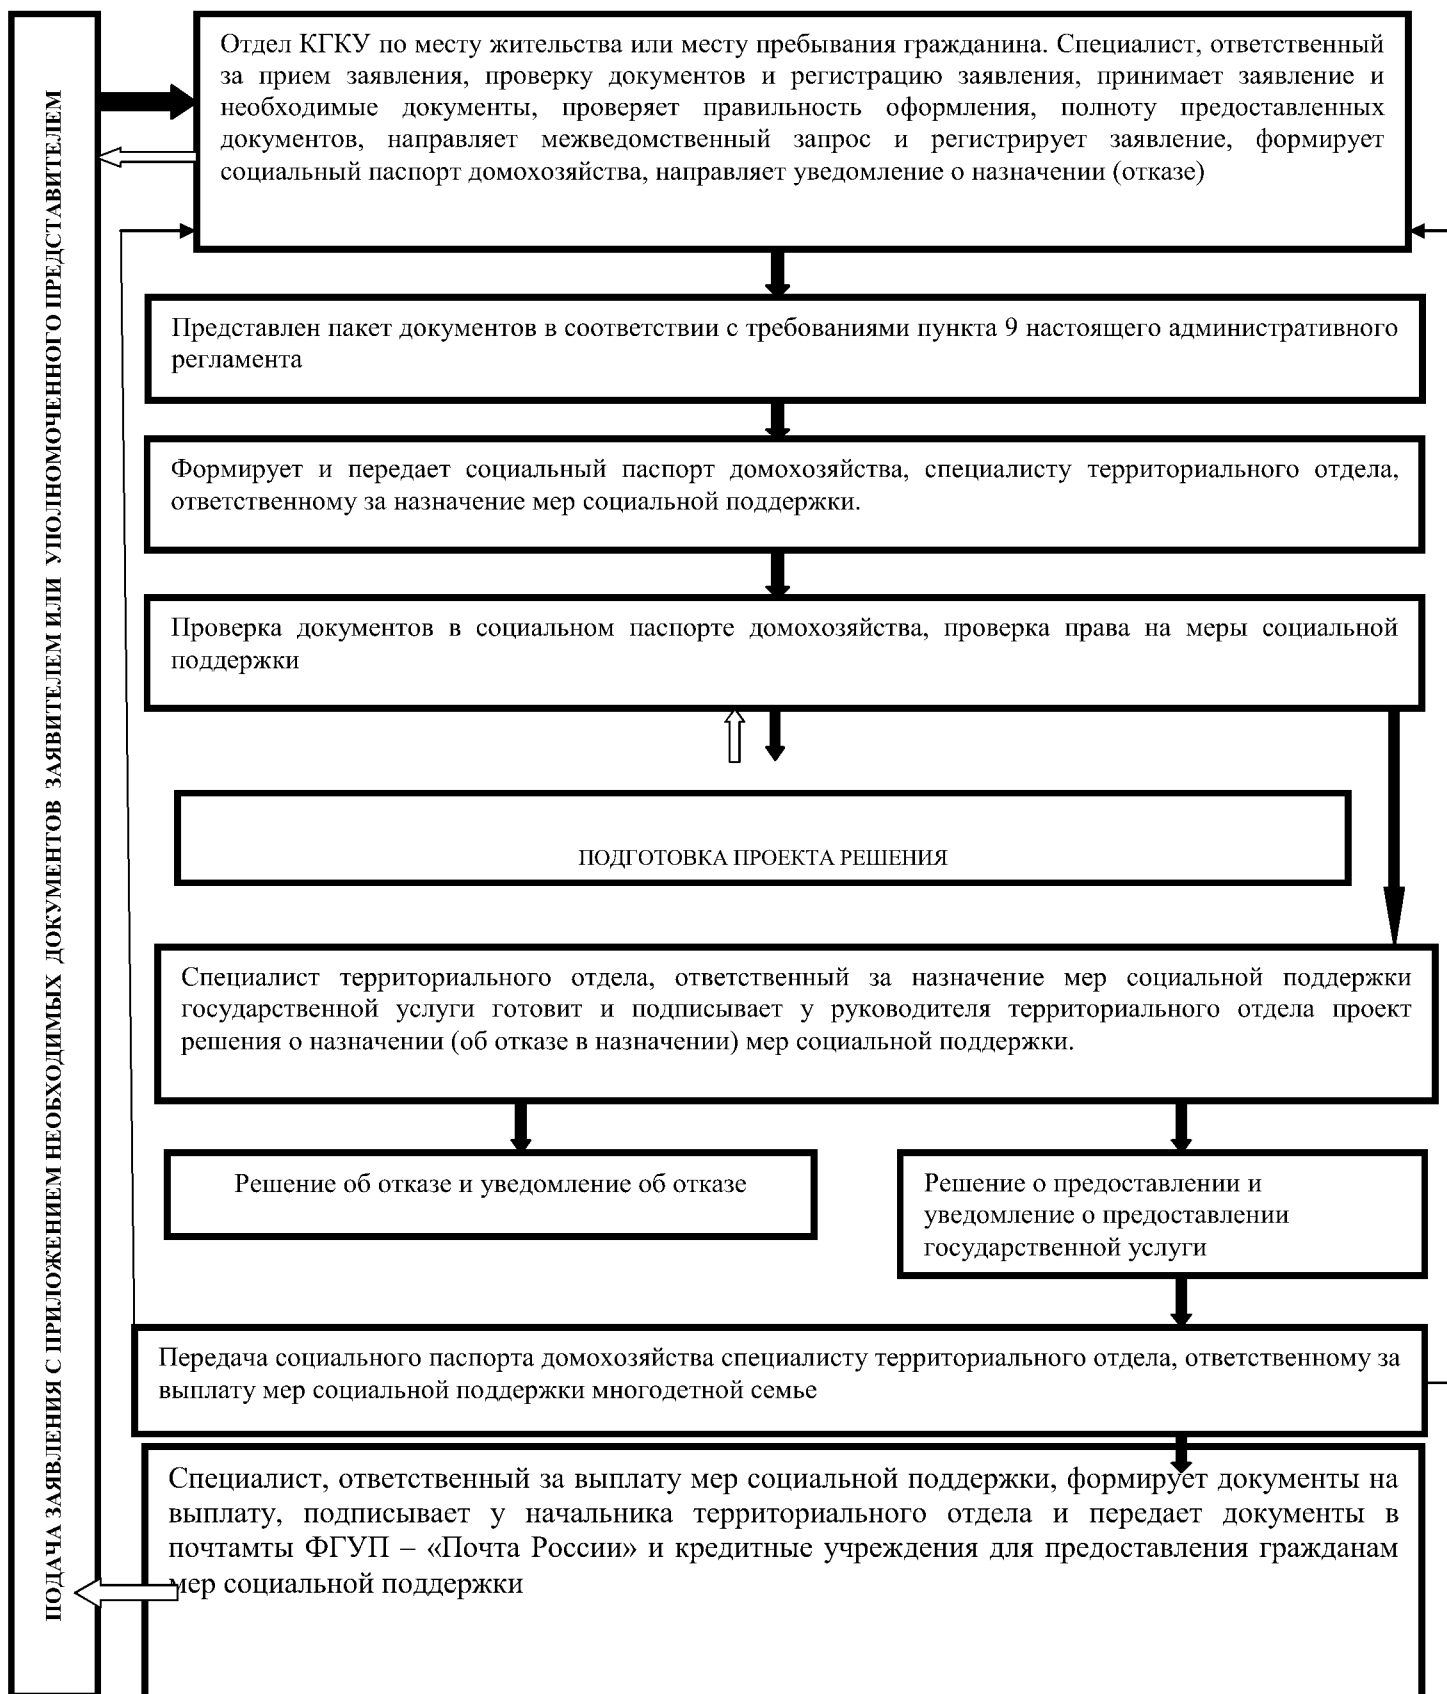 ПОДАЧА ЗАЯВЛЕНИЯ С ПРИЛОЖЕНИЕМ НЕОБХОДИМЫХ ДОКУМЕНТОВ ЗАЯВИТЕЛЕМ ИЛИ УПОЛНОМОЧЕННОГО ПРЕДСТАВИТЕЛЕМ
Отдел КГКУ по месту жительства или месту пребывания гражданина. Специалист, ответственный
за прием заявления, проверку документов и регистрацию заявления, принимает заявление и
необходимые документы, проверяет правильность оформления, полноту предоставленных
документов, направляет межведомственный запрос и регистрирует заявление, формирует
социальный паспорт домохозяйства, направляет уведомление о назначении (отказе)
Представлен пакет документов в соответствии с требованиями пункта 9 настоящего административного
регламента
Формирует и передает социальный паспорт домохозяйства, специалисту территориального отдела,
ответственному за назначение мер социальной поддержки.
Проверка документов в социальном паспорте домохозяйства, проверка права на меры социальной
поддержки
ПОДГОТОВКА ПРОЕКТА РЕШЕНИЯ
Специалист территориального отдела, ответственный за назначение мер социальной поддержки
государственной услуги готовит и подписывает у руководителя территориального отдела проект
решения о назначении (об отказе в назначении) мер социальной поддержки.
Решение об отказе и уведомление об отказе
Решение о предоставлении и
уведомление о предоставлении
государственной услуги
Передача социального паспорта домохозяйства специалисту территориального отдела, ответственному за
выплату мер социальной поддержки многодетной семье
Специалист, ответственный за выплату мер социальной поддержки, формирует документы на
выплату, подписывает у начальника территориального отдела и передает документы в
почтамты ФГУП – «Почта России» и кредитные учреждения для предоставления гражданам
мер социальной поддержки